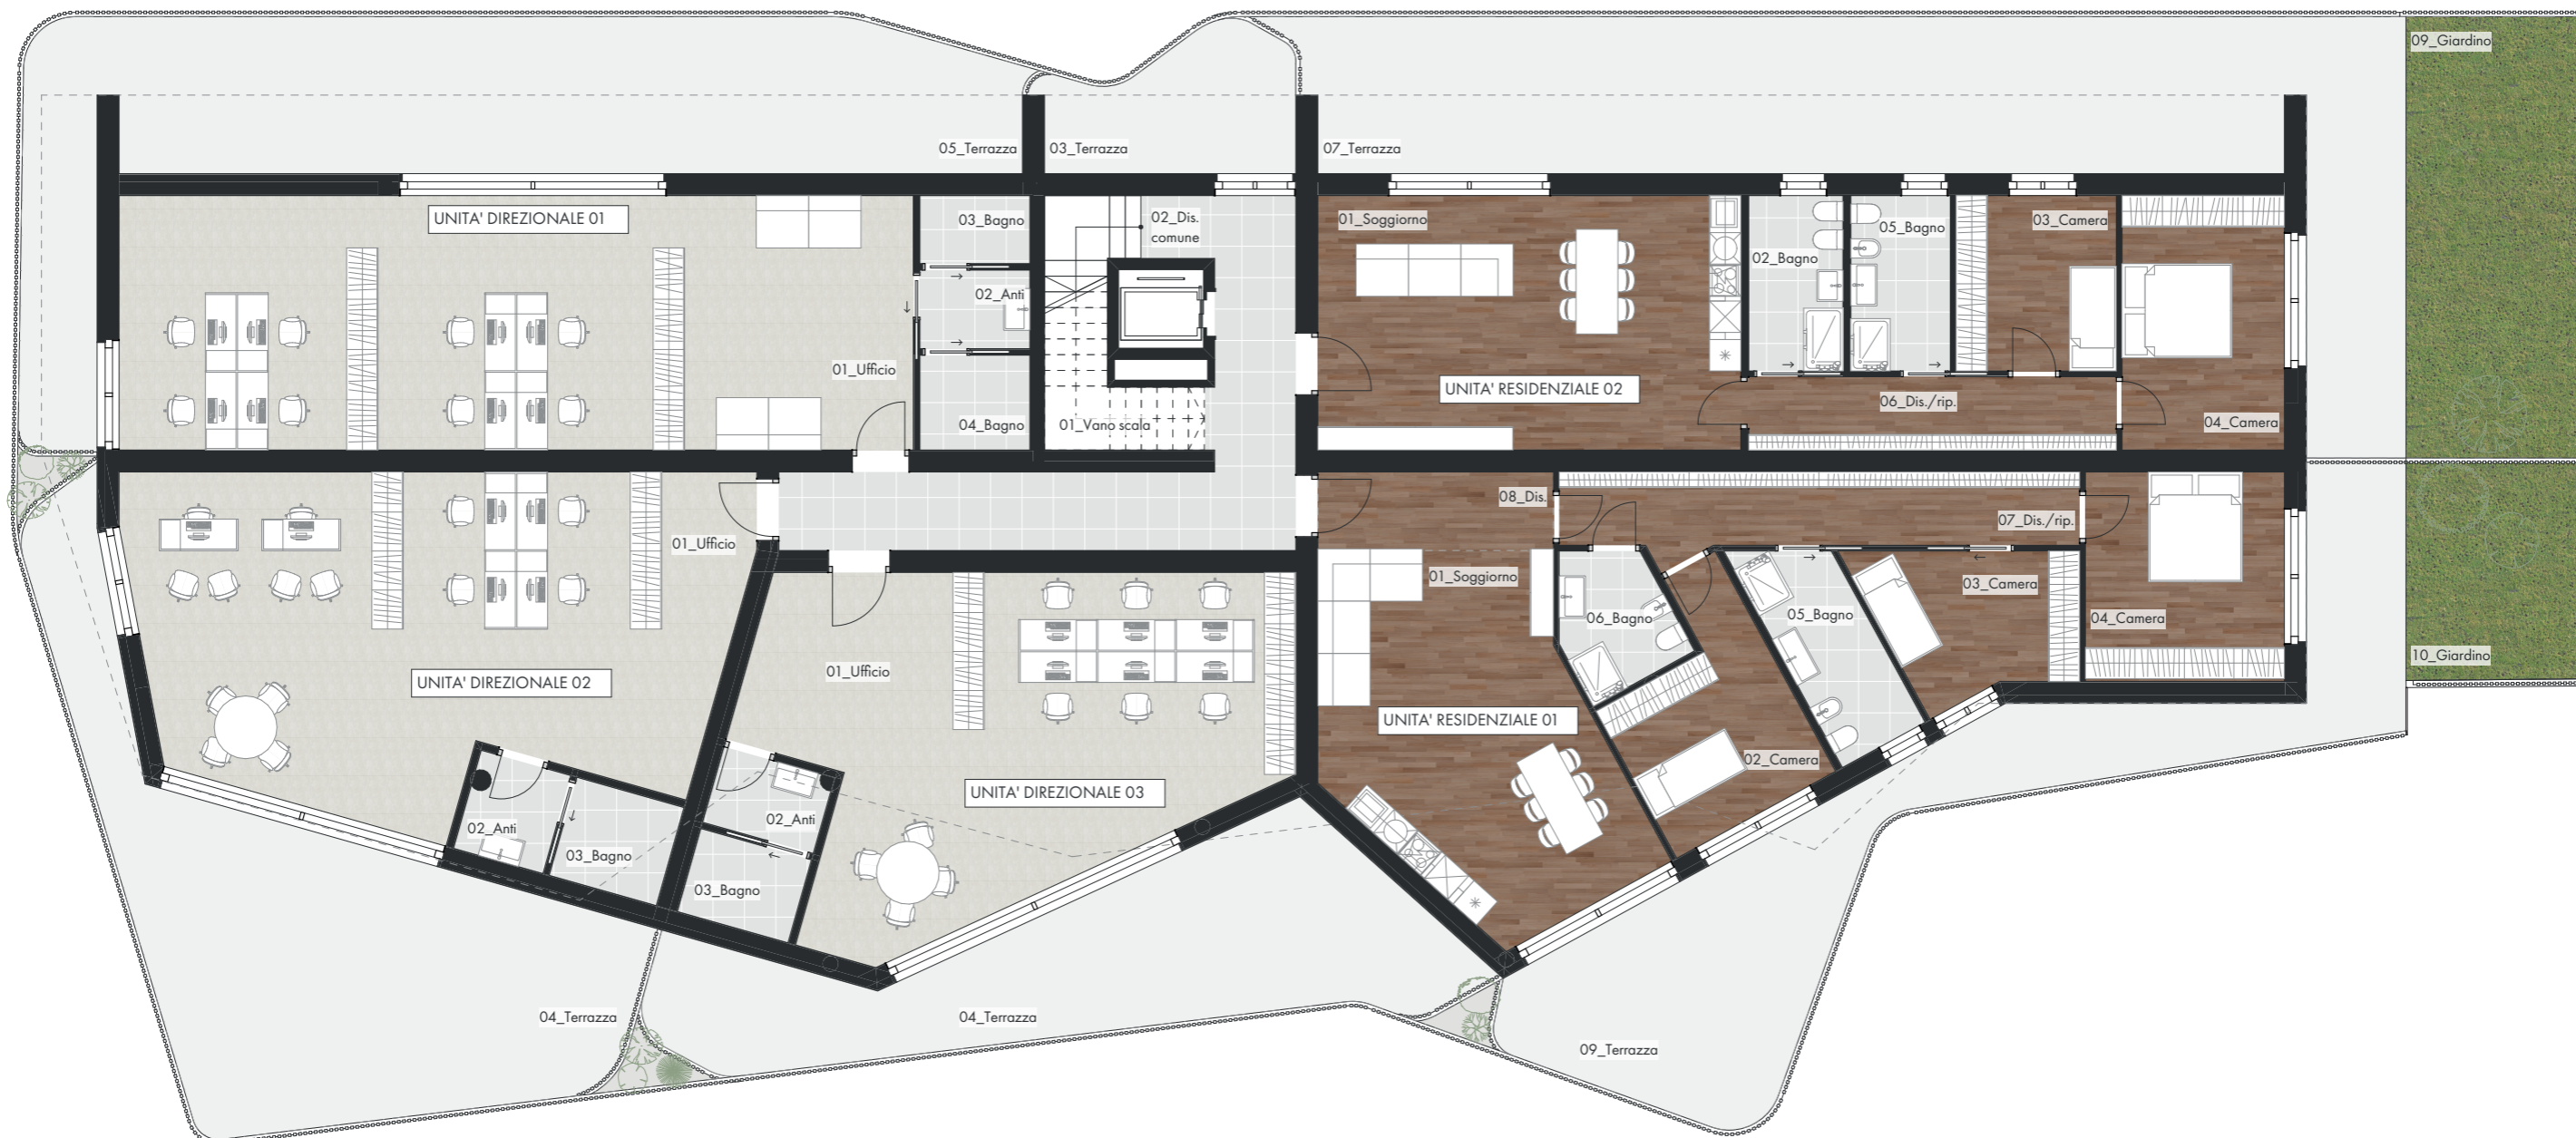 09_Giardino
05_Terrazza
03_Terrazza
07_Terrazza
UNITA' DIREZIONALE 01
03_Bagno
02_Dis.
comune
01_Soggiorno
05_Bagno
03_Camera
02_Bagno
02_Anti
01_Ufficio
UNITA' RESIDENZIALE 02
06_Dis./rip.
04_Bagno
01_Vano scala
04_Camera
08_Dis.
07_Dis./rip.
01_Ufficio
01_Soggiorno
03_Camera
06_Bagno
05_Bagno
04_Camera
10_Giardino
UNITA' DIREZIONALE 02
01_Ufficio
UNITA' RESIDENZIALE 01
02_Camera
UNITA' DIREZIONALE 03
02_Anti
02_Anti
03_Bagno
03_Bagno
04_Terrazza
04_Terrazza
09_Terrazza